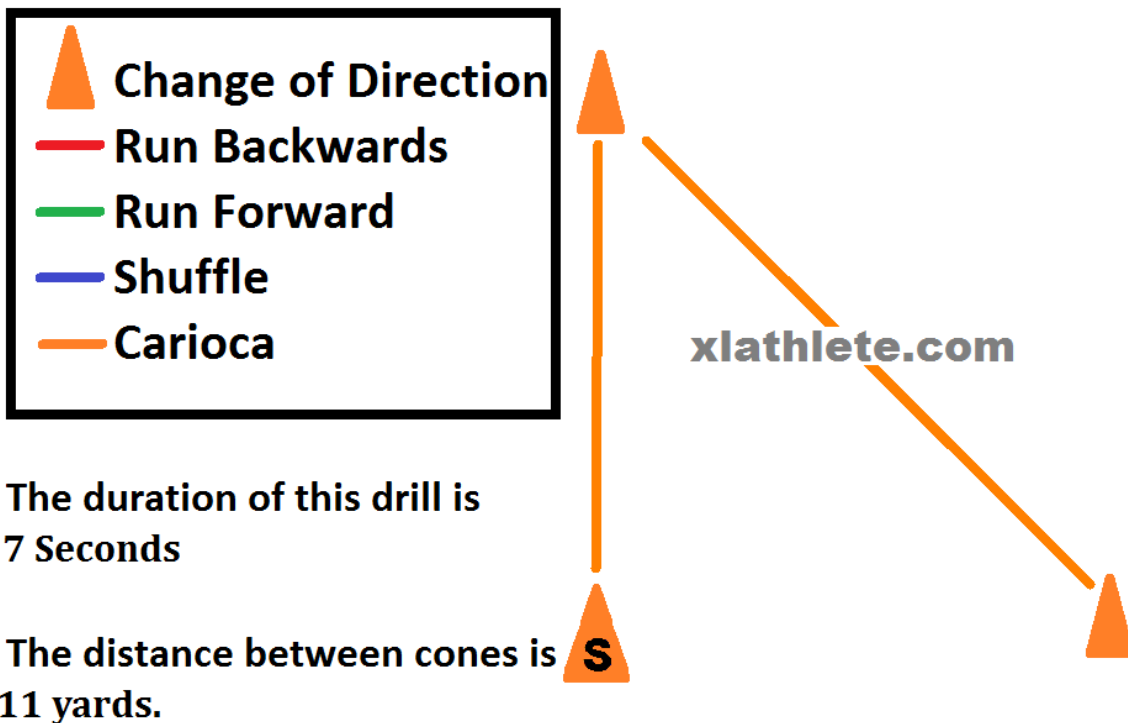 Change of Direction
Run Backwards
Run Forward
Shuffle
Carioca
xlathlete.com
The duration of this drill is
7 Seconds
The distance between cones is
11 yards.
S